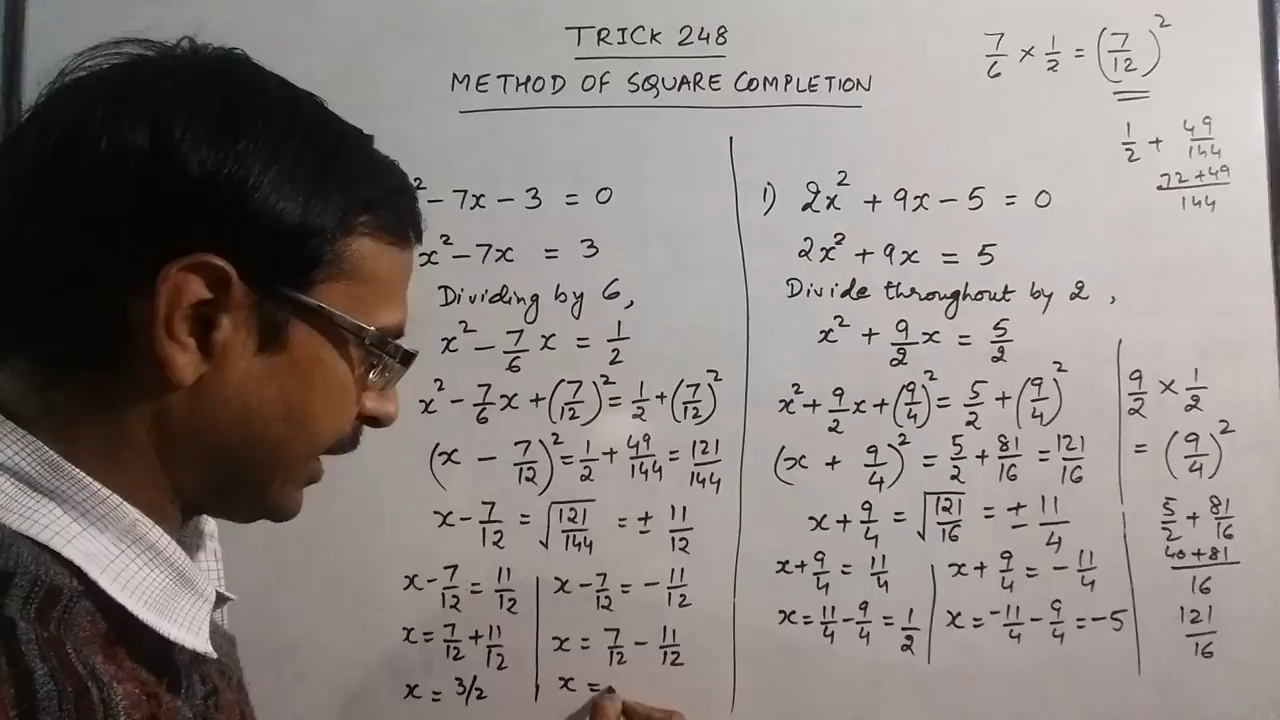 TRICK 248
METHOD OF SQUARE COMPLETION
7/6 × 1/2 = (7/12)²
1/2 + 49/144
72 + 49
144
² - 7x - 3 = 0
x² - 7x = 3
Dividing by 6,
x² - 7/6 x = 1/2
x² - 7/6 x + (7/12)² = 1/2 + (7/12)²
(x - 7/12)² = 1/2 + 49/144 = 121/144
x - 7/12 = √121/144 = ± 11/12
x - 7/12 = 11/12
x = 7/12 + 11/12
x = 3/2
x - 7/12 = - 11/12
x = 7/12 - 11/12
x =
1) 2x² + 9x - 5 = 0
2x² + 9x = 5
Divide throughout by 2,
x² + 9/2 x = 5/2
x² + 9/2 x + (9/4)² = 5/2 + (9/4)²
(x + 9/4)² = 5/2 + 81/16 = 121/16
x + 9/4 = √121/16 = ± 11/4
x + 9/4 = 11/4
x = 11/4 - 9/4 = 1/2
x + 9/4 = - 11/4
x = -11/4 - 9/4 = -5
9/2 × 1/2
= (9/4)²
5/2 + 81/16
40 + 81
16
121/16